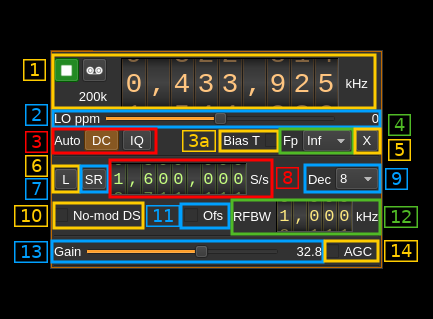 1 0,433,925 kHz
200k
2 LO ppm 0 4
3 Auto DC IQ 3a Bias T Fp Inf X
5
6
7 L SR 1,600,000 S/s 8 Dec 8 9
10 No-mod DS 11 Ofs RFBW 1,000 kHz 12
13 Gain 32.8 AGC 14